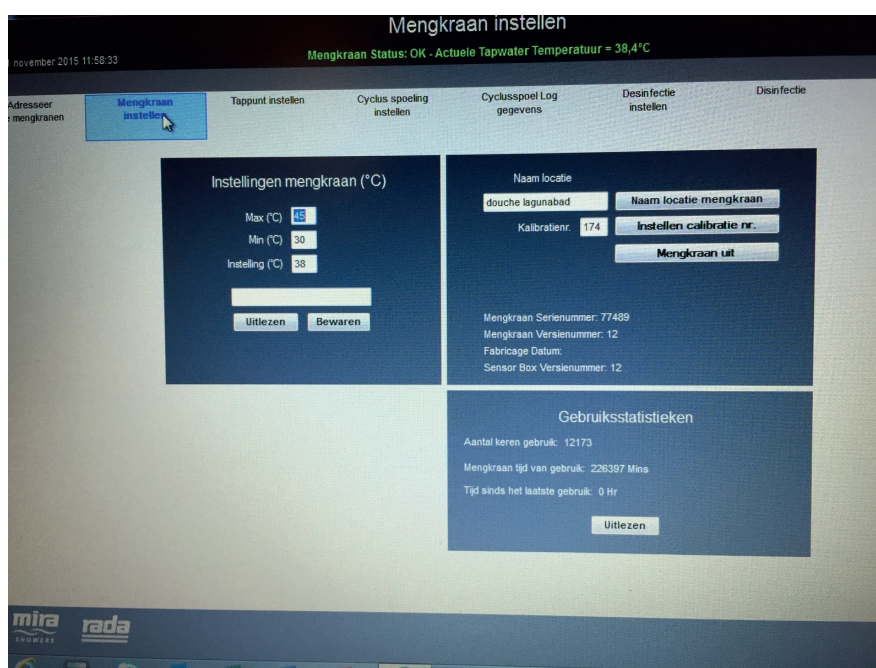 Mengkraan instellen
november 2015 11:58:33
Mengkraan Status: OK - Actuele Tapwater Temperatuur = 38,4°C
Adresseer
mengkranen
Mengkraan
instellen
Tappunt instellen
Cyclus spoeling
instellen
Cyclusspoel Log
gegevens
Desinfectie
instellen
Disinfectie
Instellingen mengkraan (°C)
Max (°C) 45
Min (°C) 30
Instelling (°C) 38
Uitlezen Bewaren
Naam locatie
douche lagunabad Naam locatie mengkraan
Kalibratienr. 174 Instellen calibratie nr.
Mengkraan uit
Mengkraan Serienummer: 77489
Mengkraan Versienummer: 12
Fabricage Datum:
Sensor Box Versienummer: 12
Gebruiksstatistieken
Aantal keren gebruik: 12173
Mengkraan tijd van gebruik: 226397 Mins
Tijd sinds het laatste gebruik: 0 Hr
Uitlezen
mira
SHOWERS
rada